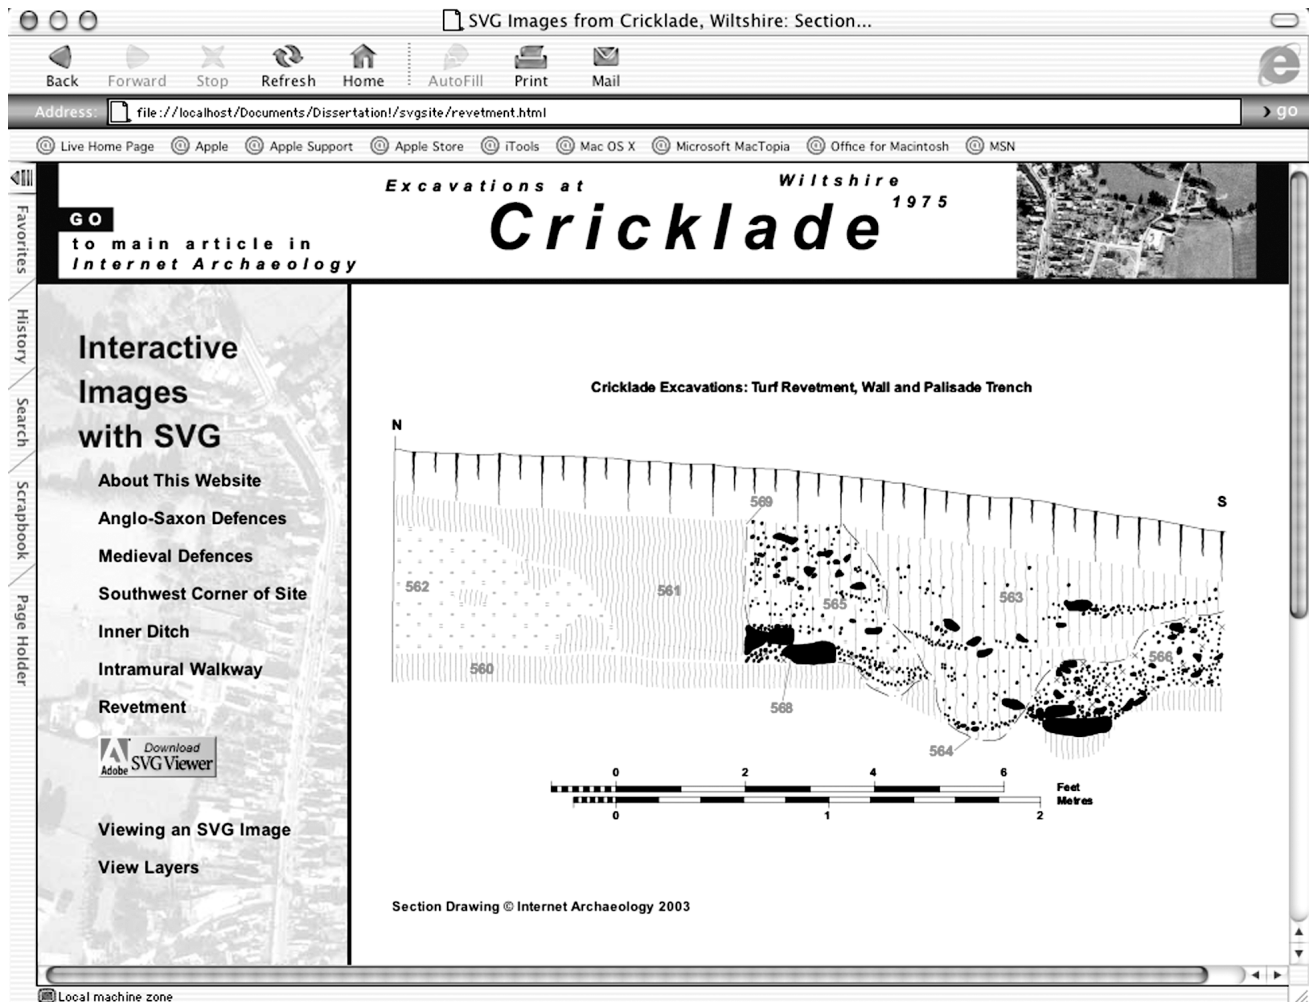 SVG Images from Cricklade, Wiltshire: Section...
Back Forward Stop Refresh Home AutoFill Print Mail
Address: file://localhost/Documents/Dissertation!/svgsite/revetment.html go
Live Home Page Apple Apple Support Apple Store iTools Mac OS X Microsoft MacTopia Office for Macintosh MSN
Favorites
History
Search
Scrapbook
Page Holder
GO
to main article in
Internet Archaeology
Excavations at
Wiltshire
1975
Cricklade
Interactive
Images
with SVG
About This Website
Anglo-Saxon Defences
Medieval Defences
Southwest Corner of Site
Inner Ditch
Intramural Walkway
Revetment
Download
Adobe SVG Viewer
Viewing an SVG Image
View Layers
Cricklade Excavations: Turf Revetment, Wall and Palisade Trench
N
S
569
562
561
565
563
566
560
568
564
0 2 4 6
Feet
Metres
0 1 2
Section Drawing © Internet Archaeology 2003
Local machine zone